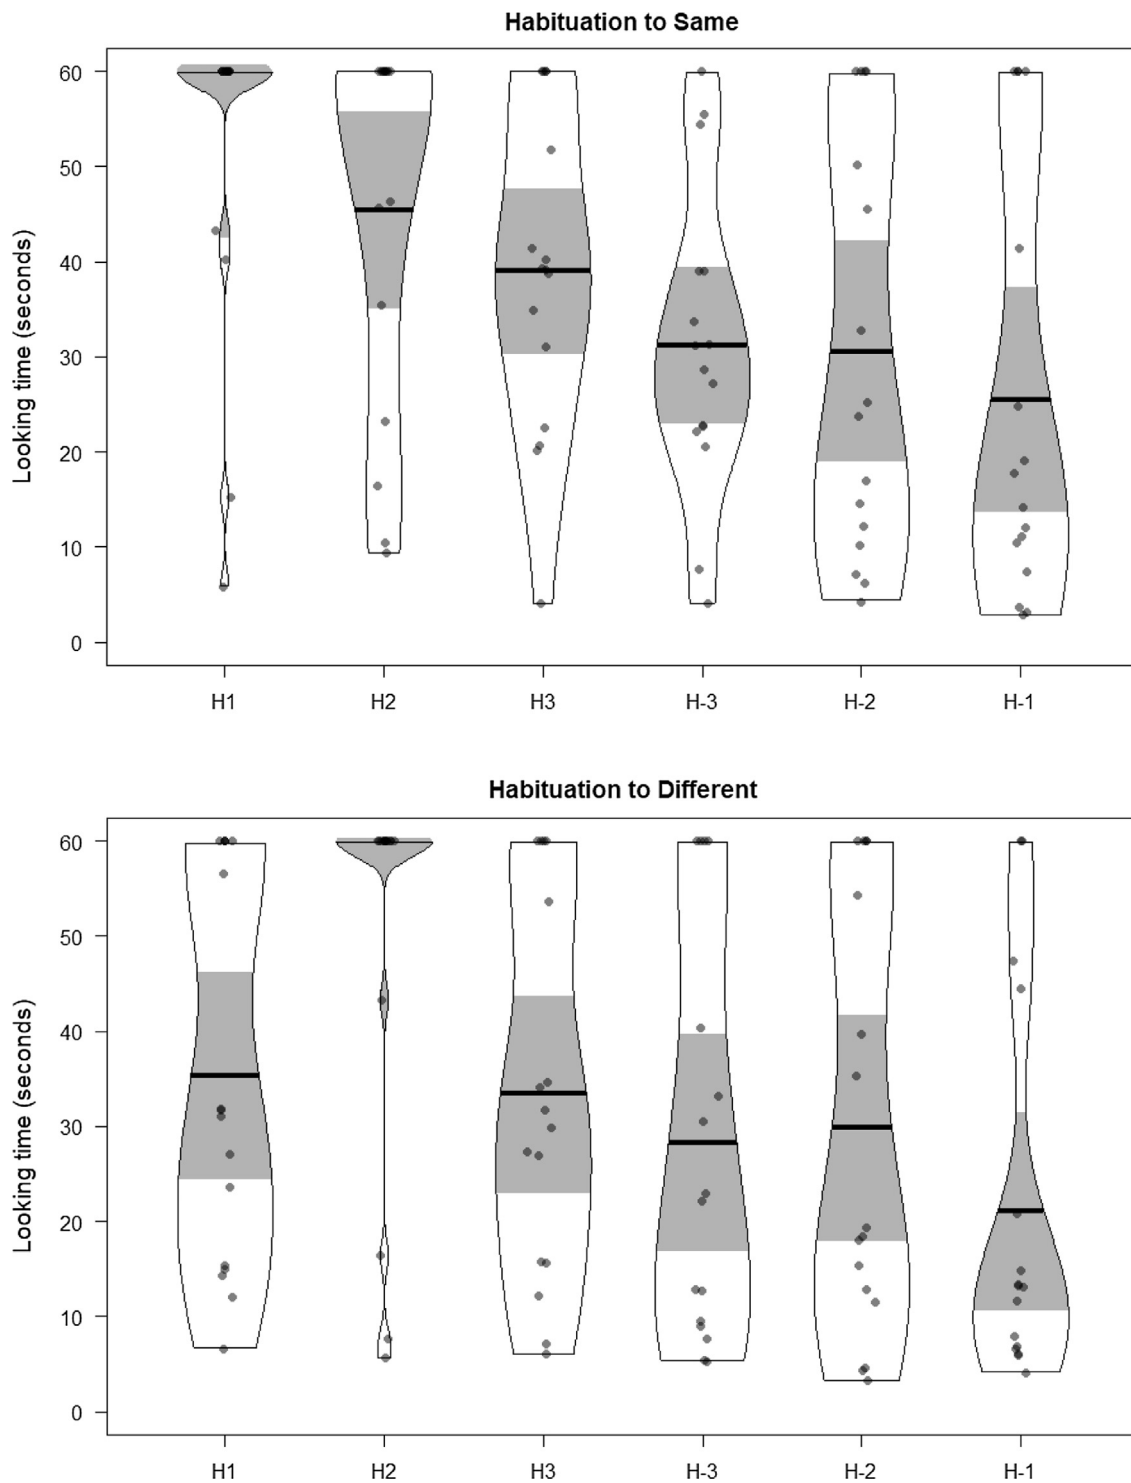 Habituation to Same
60
50
40
30
20
10
0
Looking time (seconds)
H1 H2 H3 H-3 H-2 H-1
Habituation to Different
60
50
40
30
20
10
0
Looking time (seconds)
H1 H2 H3 H-3 H-2 H-1